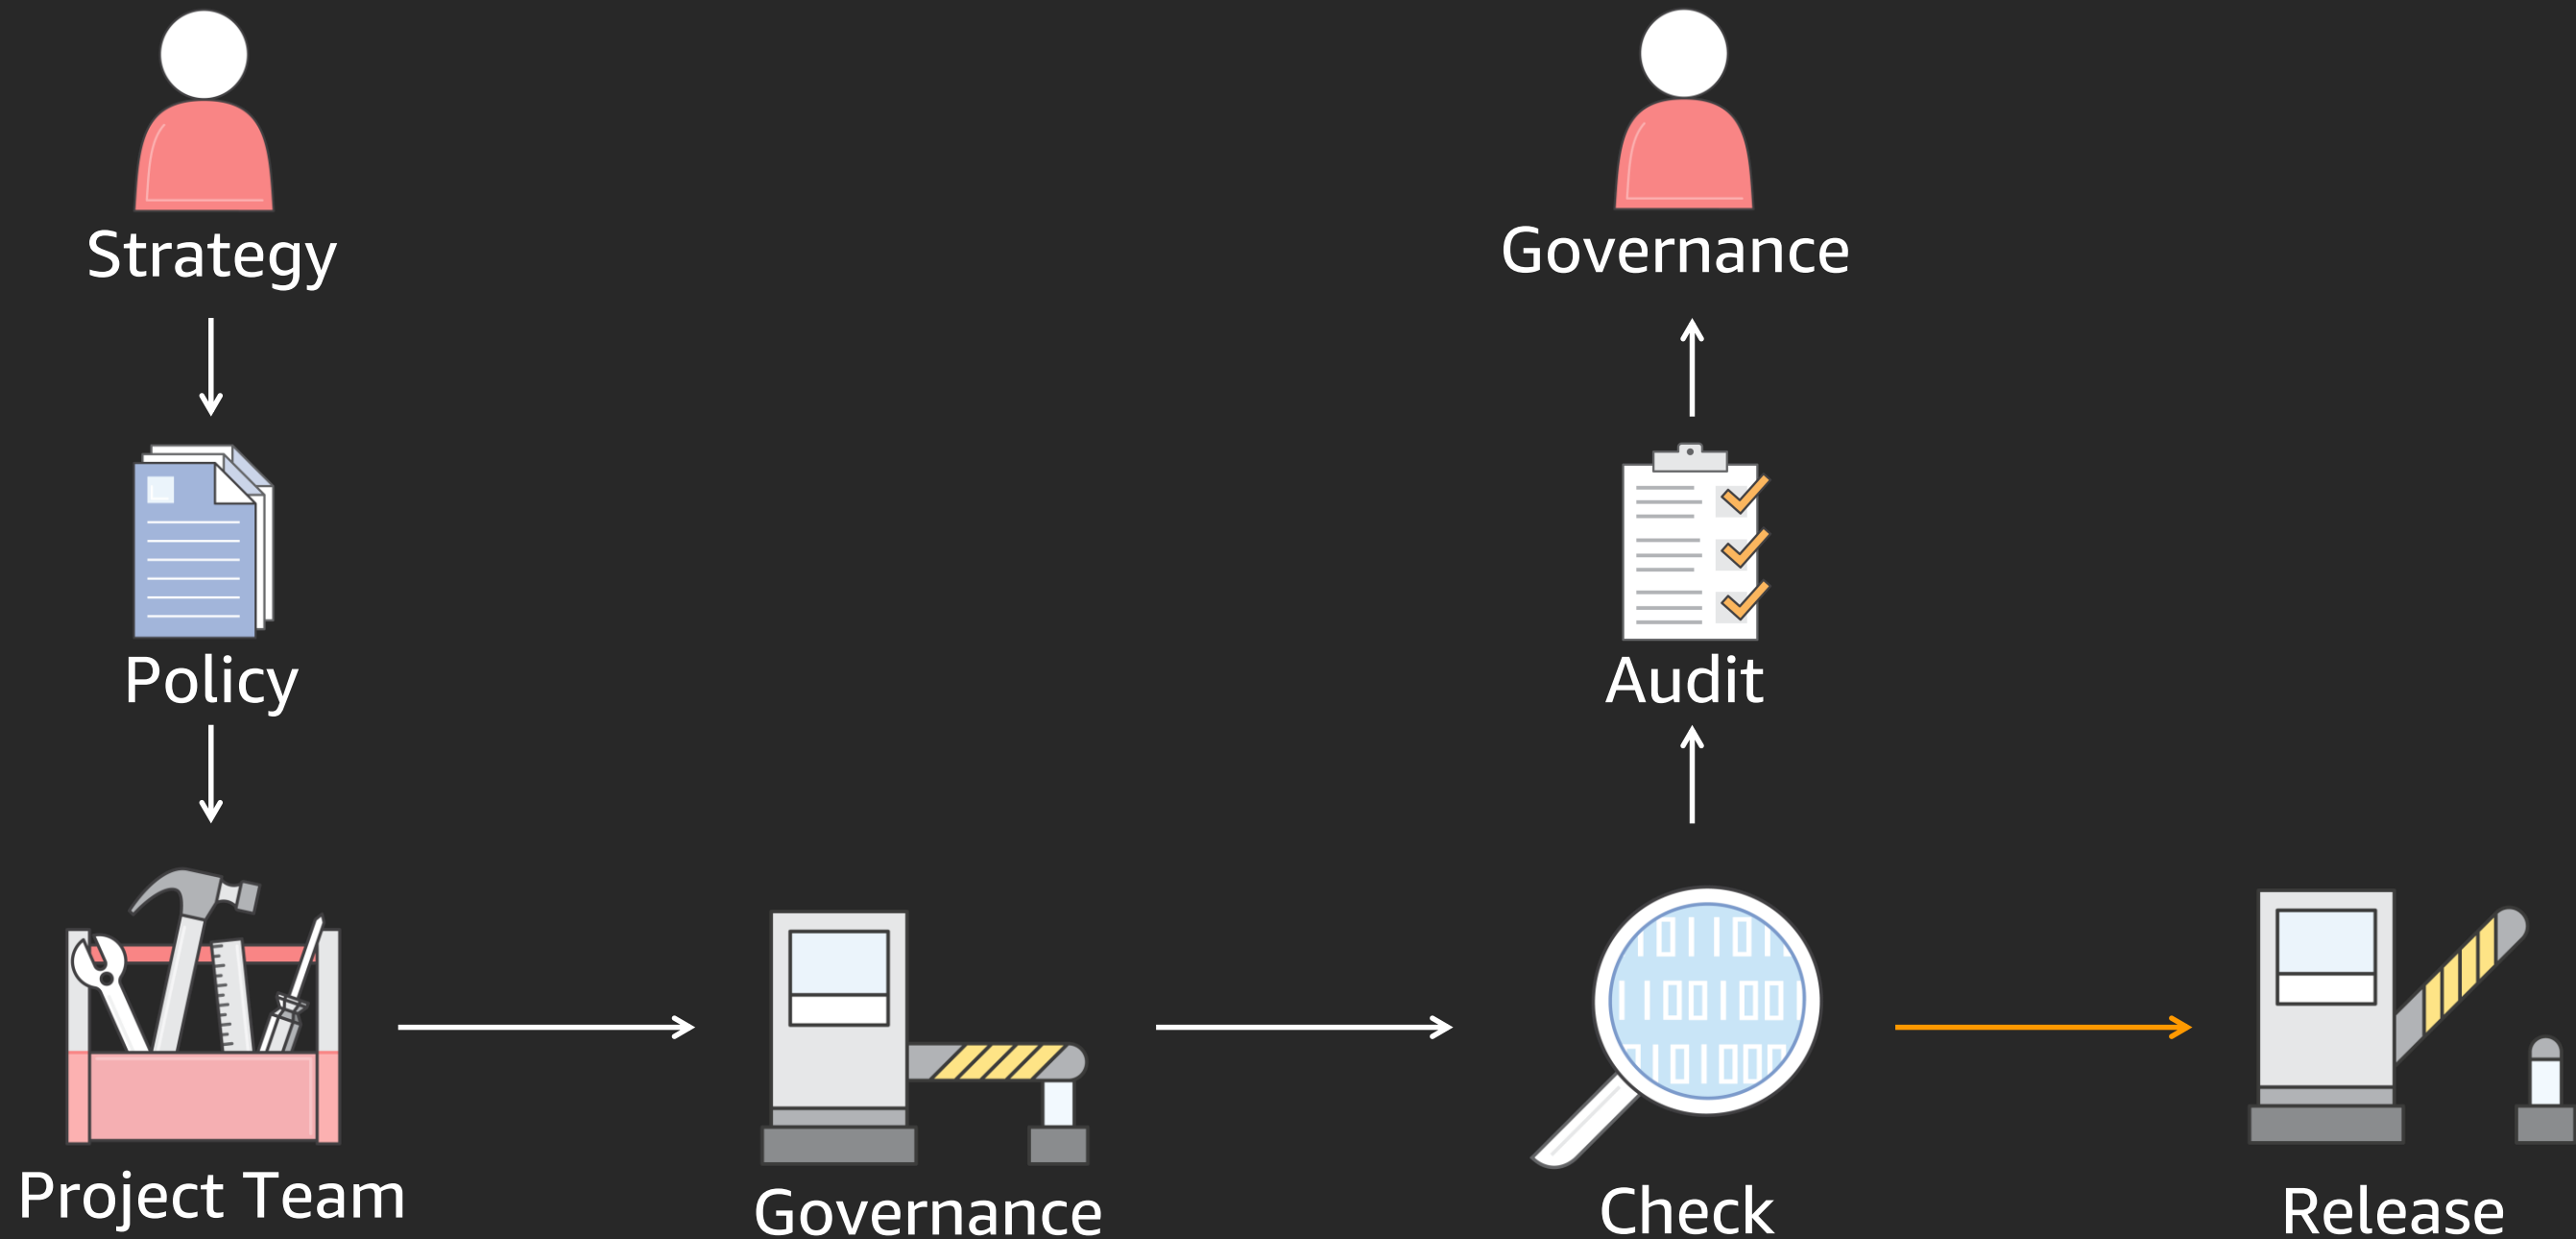 Strategy
Governance
Policy
Audit
Project Team
Governance
Check
Release